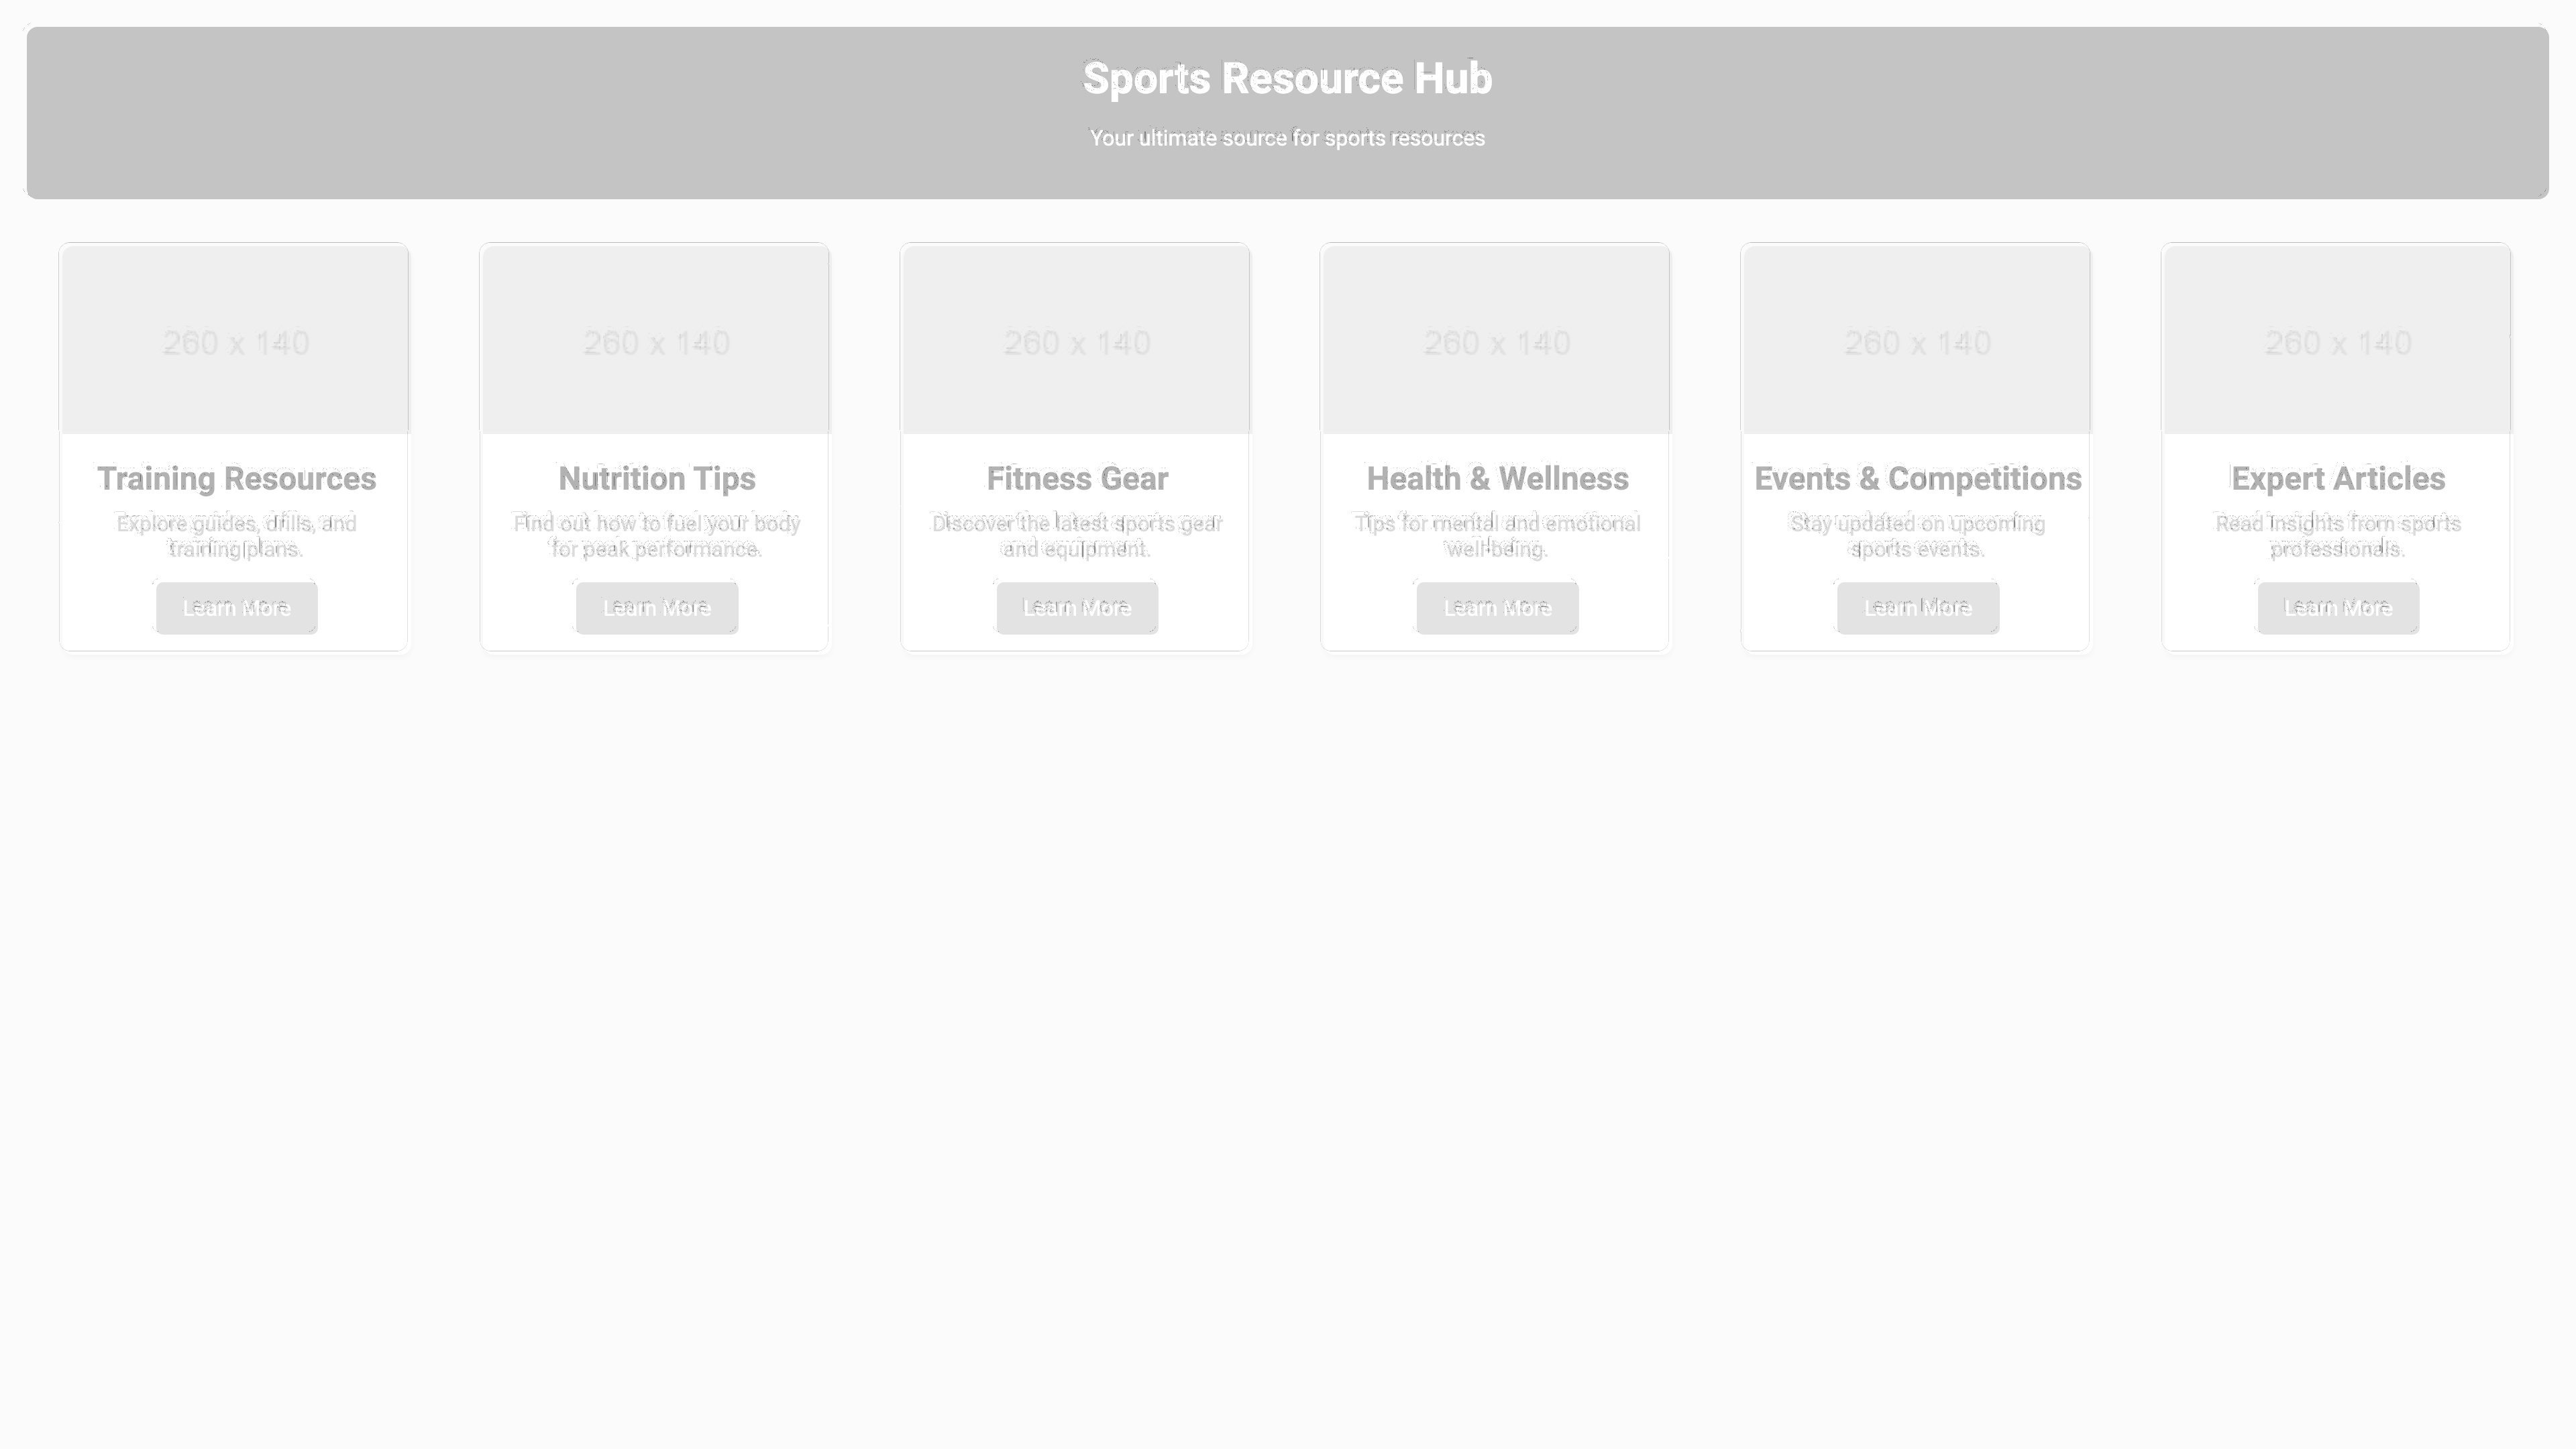 Sports Resource Hub
Your ultimate source for sports resources
260 x 140
260 x 140
260 x 140
260 x 140
260 x 140
260 x 140
Training Resources
Explore guides, drills, and
training plans.
Learn More
Nutrition Tips
Find out how to fuel your body
for peak performance.
Learn More
Fitness Gear
Discover the latest sports gear
and equipment.
Learn More
Health & Wellness
Tips for mental and emotional
well-being.
Learn More
Events & Competitions
Stay updated on upcoming
sports events.
Learn More
Expert Articles
Read insights from sports
professionals.
Learn More